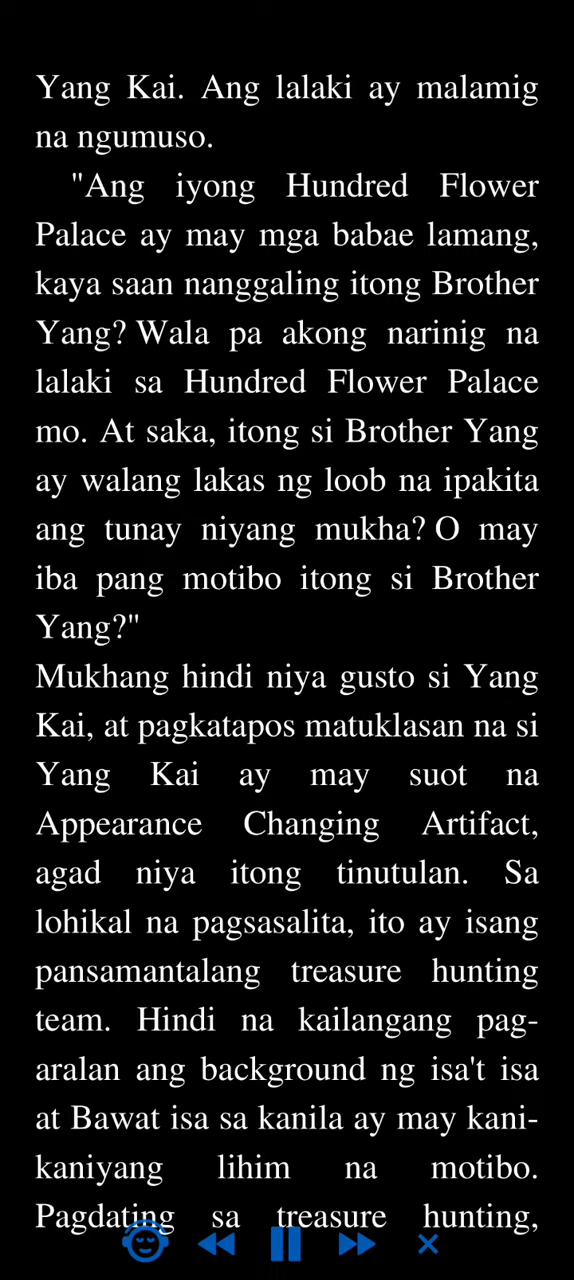 Yang Kai. Ang lalaki ay malamig
na ngumuso.
"Ang iyong Hundred Flower
Palace ay may mga babae lamang,
kaya saan nanggaling itong Brother
Yang? Wala pa akong narinig na
lalaki sa Hundred Flower Palace
mo. At saka, itong si Brother Yang
ay walang lakas ng loob na ipakita
ang tunay niyang mukha? O may
iba pang motibo itong si Brother
Yang?"
Mukhang hindi niya gusto si Yang
Kai, at pagkatapos matuklasan na si
Yang Kai ay may suot na
Appearance Changing Artifact,
agad niya itong tinutulan. Sa
lohikal na pagsasalita, ito ay isang
pansamantalang treasure hunting
team. Hindi na kailangang pag-
aralan ang background ng isa't isa
at Bawat isa sa kanila ay may kani-
kaniyang lihim na motibo.
Pagdating sa treasure hunting,